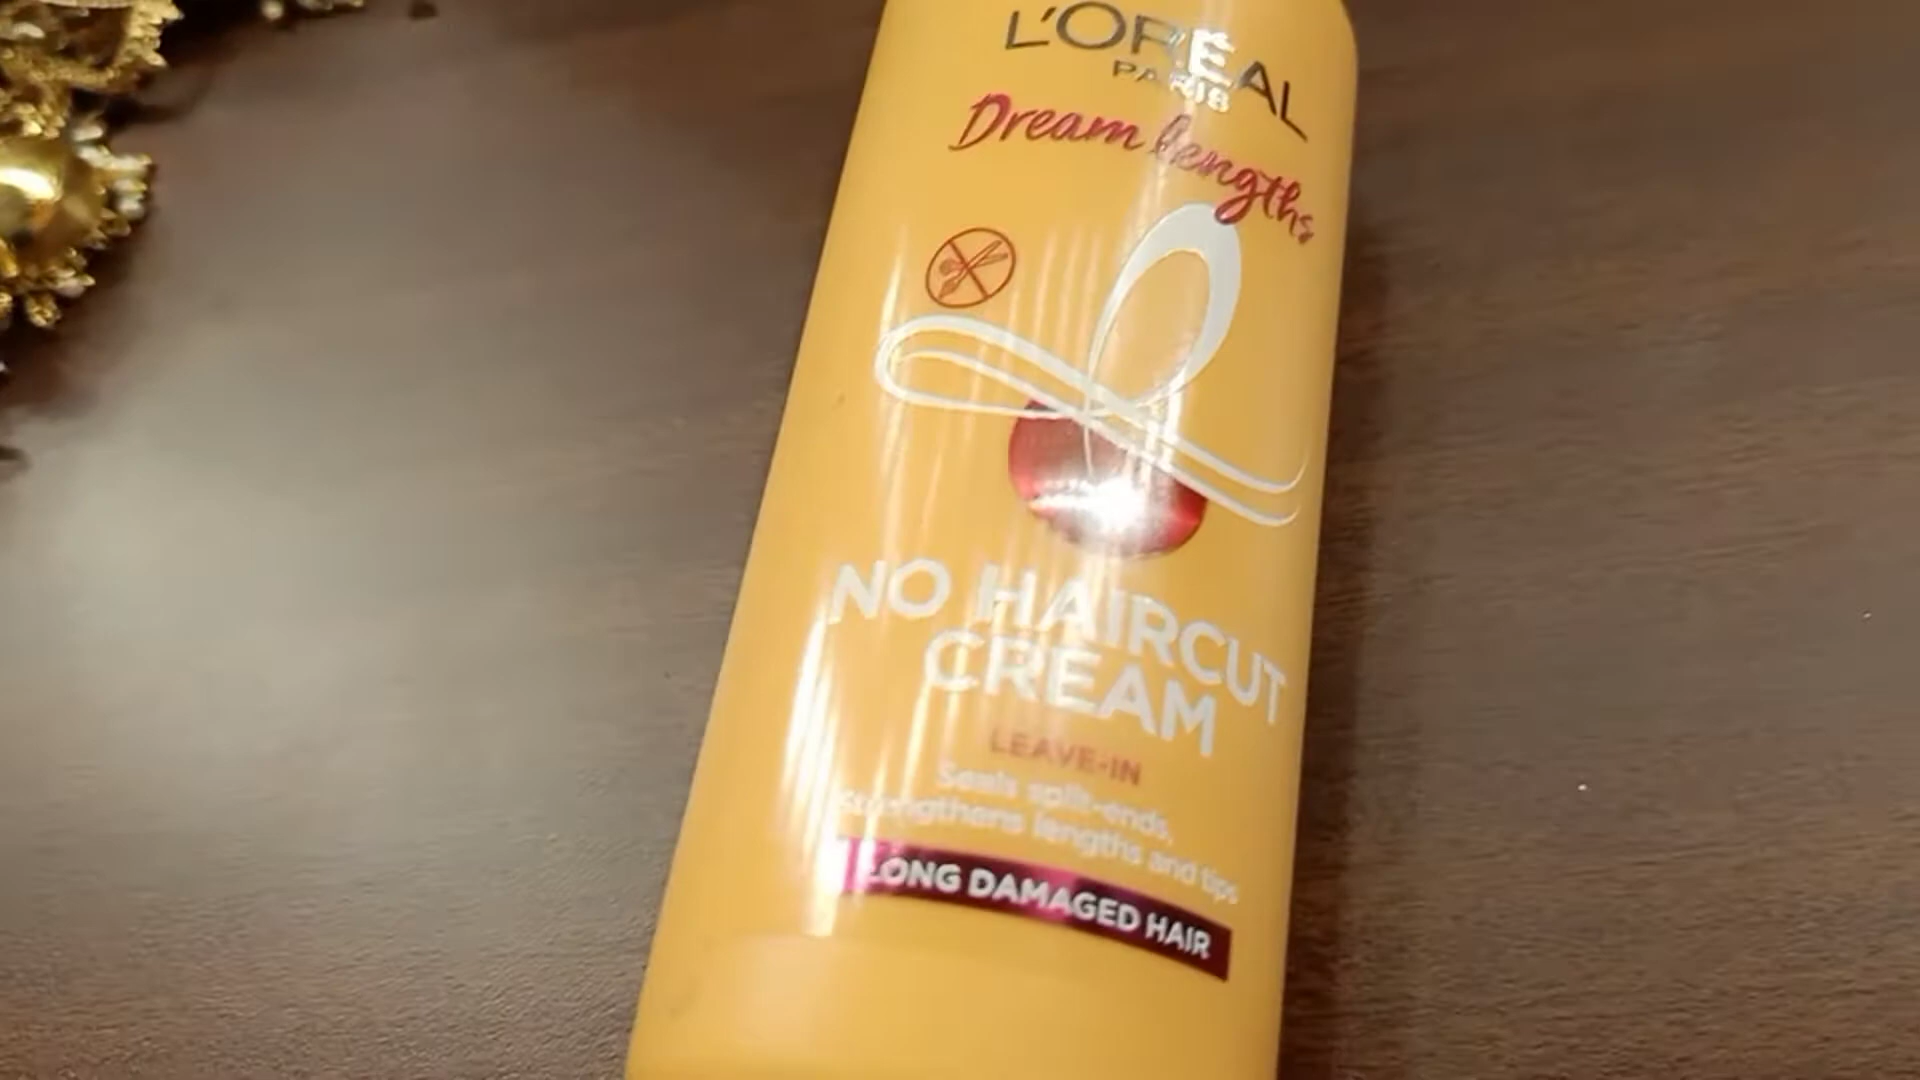 L'ORÉAL
PARIS
Dream lengths
NO HAIRCUT
CREAM
LEAVE-IN
Seals split-ends,
strengthens lengths and tips
LONG DAMAGED HAIR